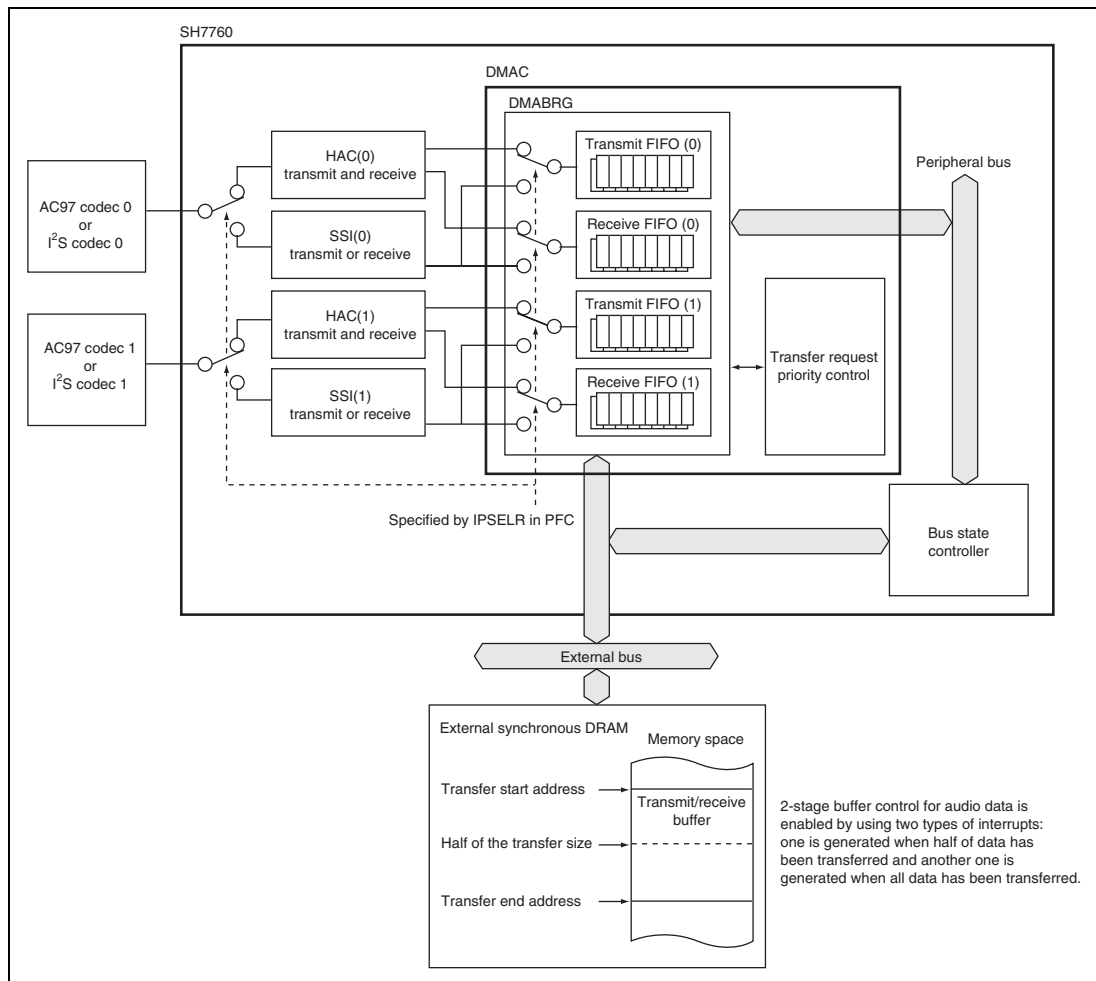 SH7760
DMAC
DMABRG
AC97 codec 0
or
I²S codec 0
HAC(0)
transmit and receive
SSI(0)
transmit or receive
AC97 codec 1
or
I²S codec 1
HAC(1)
transmit and receive
SSI(1)
transmit or receive
Transmit FIFO (0)
Receive FIFO (0)
Transmit FIFO (1)
Receive FIFO (1)
Peripheral bus
Transfer request
priority control
Specified by IPSELR in PFC
Bus state
controller
External bus
External synchronous DRAM
Memory space
Transfer start address
Transmit/receive
buffer
Half of the transfer size
Transfer end address
2-stage buffer control for audio data is
enabled by using two types of interrupts:
one is generated when half of data has
been transferred and another one is
generated when all data has been transferred.